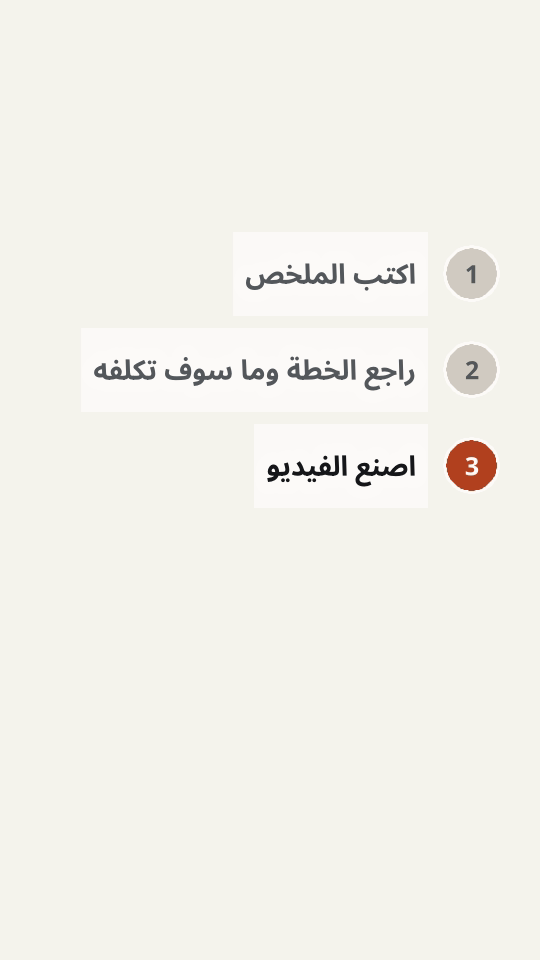 1 اكتب الملخص
2 راجع الخطة وما سوف تكلفه
3 اصنع الفيديو